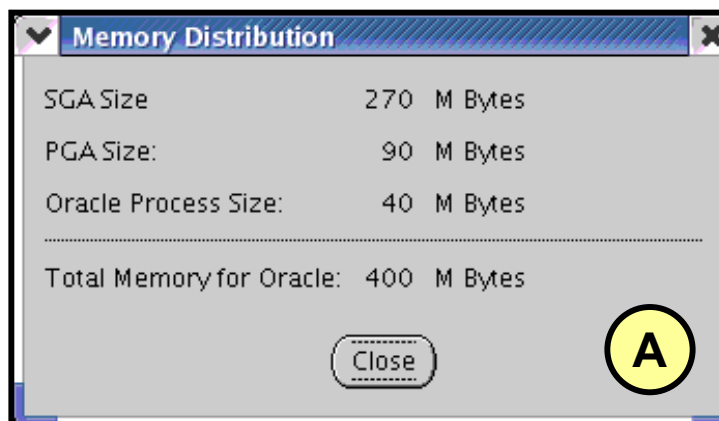 Memory Distribution
SGA Size 270 M Bytes
PGA Size: 90 M Bytes
Oracle Process Size: 40 M Bytes
Total Memory for Oracle: 400 M Bytes
Close
A